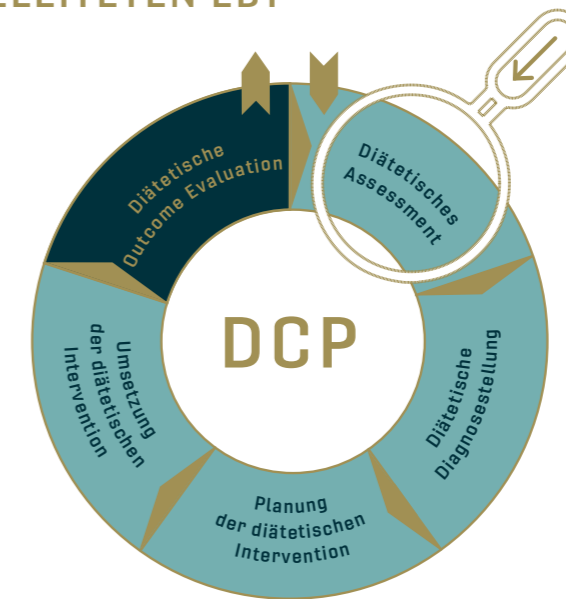 Diätetisches
Assessment
Diätetische
Diagnosestellung
Planung
der diätetischen
Intervention
Umsetzung
der diätetischen
Intervention
Diätetische
Outcome Evaluation
DCP